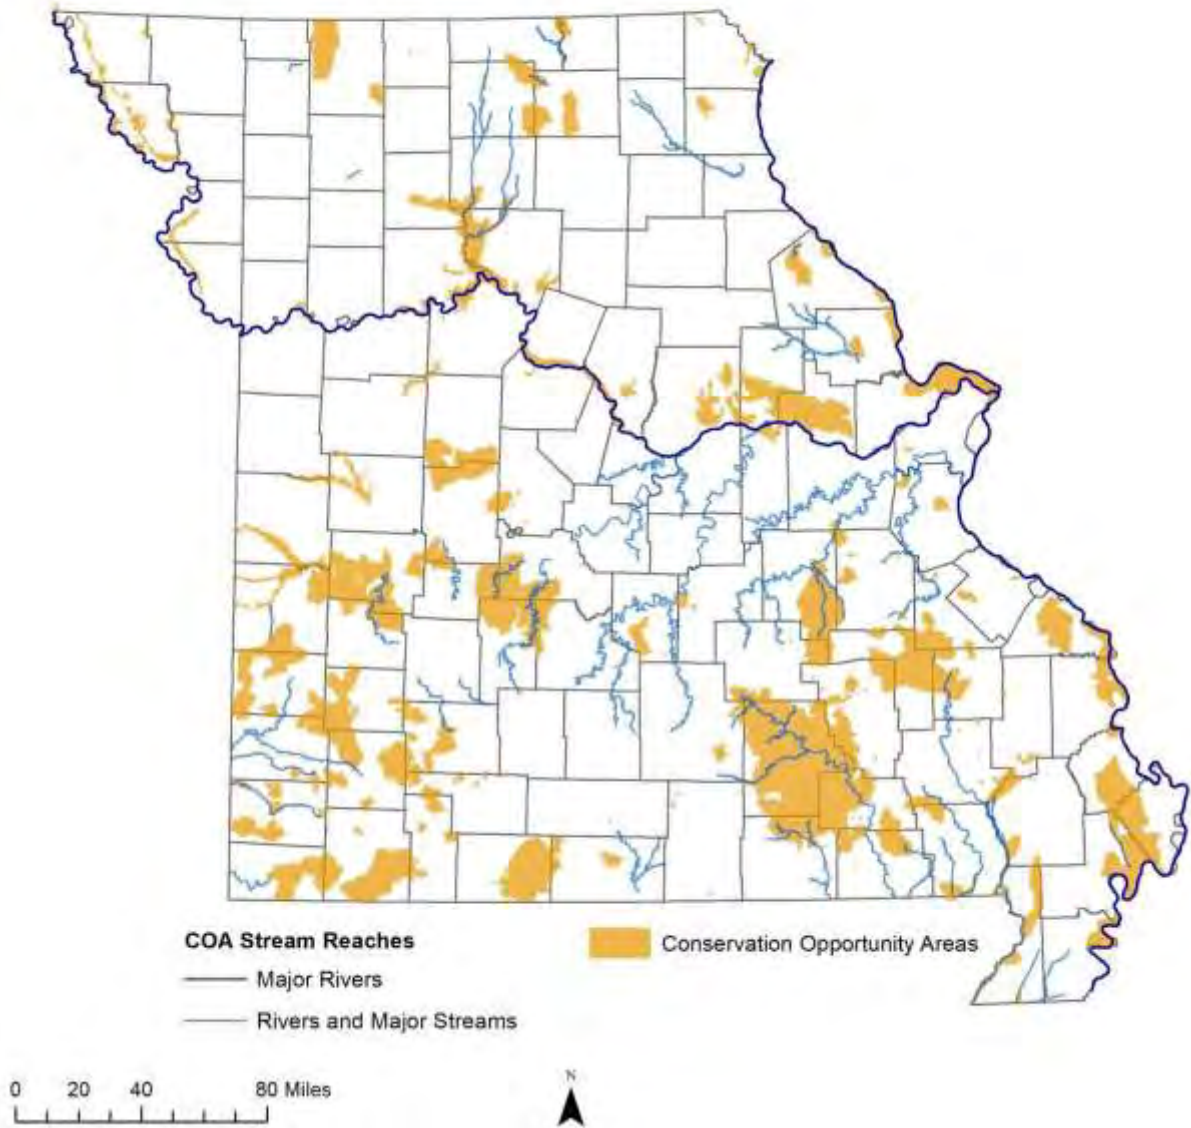 COA Stream Reaches
Major Rivers
Rivers and Major Streams
Conservation Opportunity Areas
0 20 40 80 Miles
N